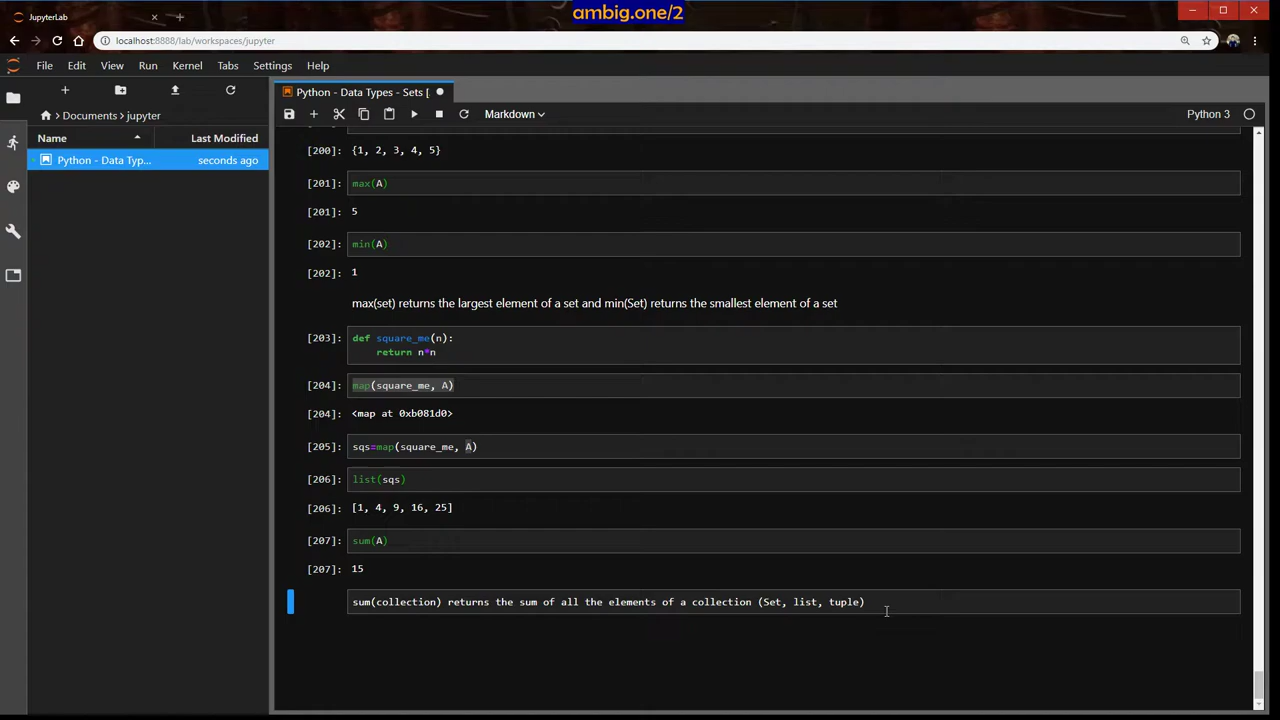 ambig.one/2
JupyterLab
localhost:8888/lab/workspaces/jupyter
File Edit View Run Kernel Tabs Settings Help
Python - Data Types - Sets [
Documents > jupyter
Markdown
Python 3
Name Last Modified
Python - Data Typ... seconds ago
[200]: {1, 2, 3, 4, 5}
[201]: max(A)
[201]: 5
[202]: min(A)
[202]: 1
max(set) returns the largest element of a set and min(Set) returns the smallest element of a set
[203]: def square_me(n):
return n*n
[204]: map(square_me, A)
[204]: <map at 0xb081d0>
[205]: sqs=map(square_me, A)
[206]: list(sqs)
[206]: [1, 4, 9, 16, 25]
[207]: sum(A)
[207]: 15
sum(collection) returns the sum of all the elements of a collection (Set, list, tuple)